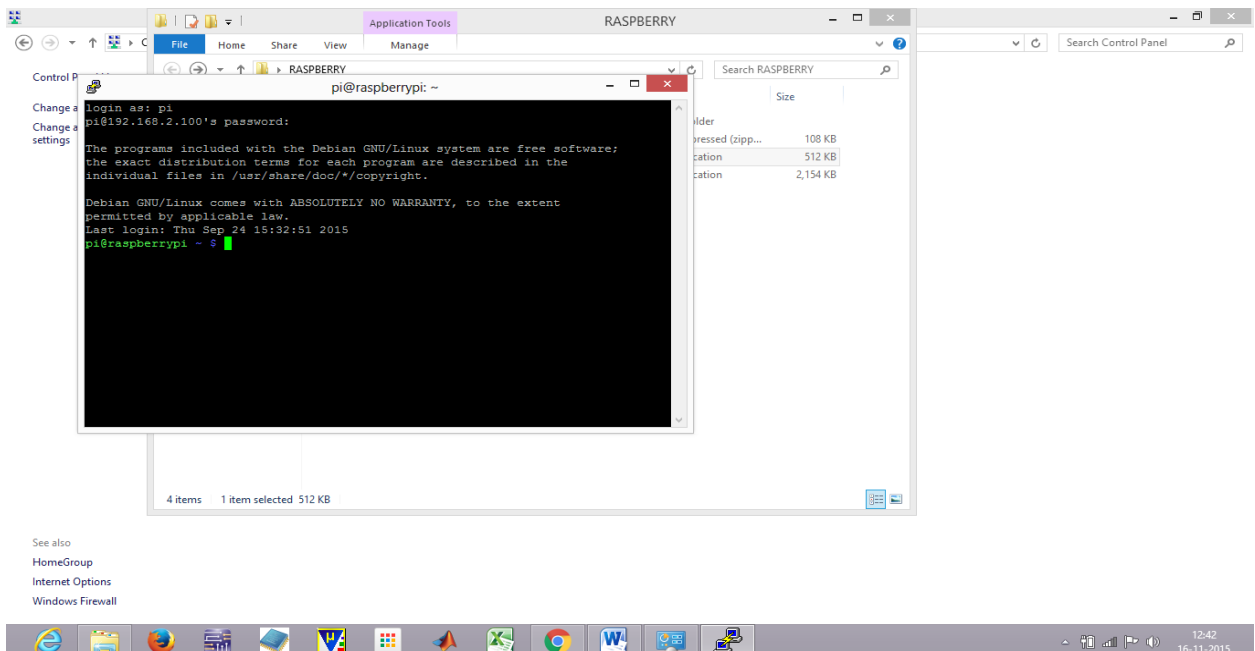 Application Tools
RASPBERRY
File Home Share View Manage
RASPBERRY
Search RASPBERRY
Search Control Panel
Control
Change
Change
settings
Size
108 KB
512 KB
2,154 KB
pi@raspberrypi: ~
login as: pi
pi@192.168.2.100's password:
The programs included with the Debian GNU/Linux system are free software;
the exact distribution terms for each program are described in the
individual files in /usr/share/doc/*/copyright.
Debian GNU/Linux comes with ABSOLUTELY NO WARRANTY, to the extent
permitted by applicable law.
Last login: Thu Sep 24 15:32:51 2015
pi@raspberrypi ~ $
4 items 1 item selected 512 KB
See also
HomeGroup
Internet Options
Windows Firewall
12:42
16-11-2015